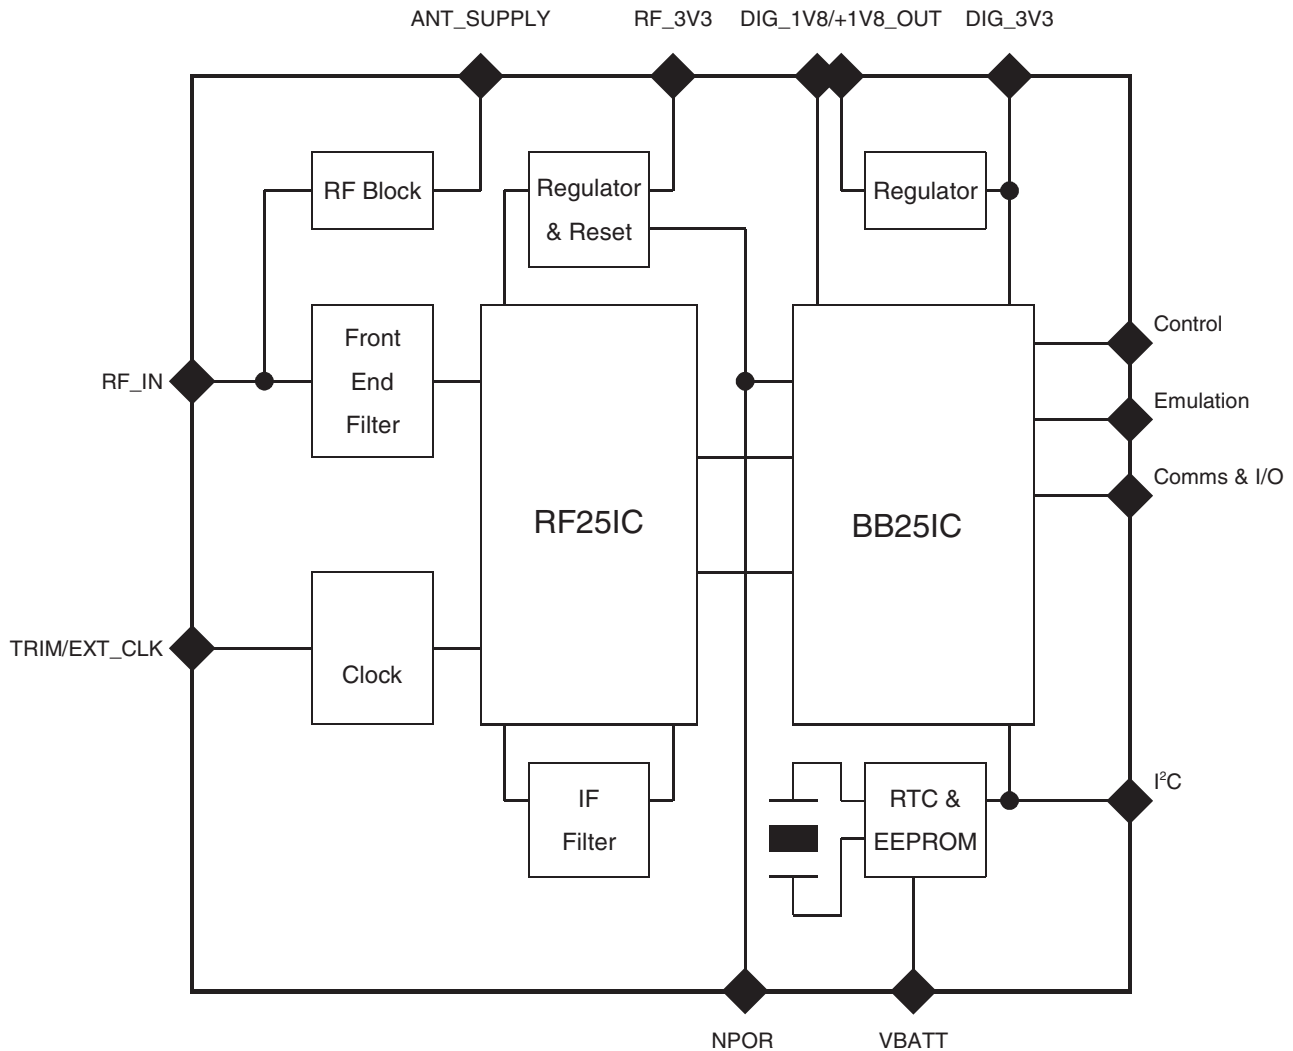 ANT_SUPPLY
RF_3V3
DIG_1V8/+1V8_OUT
DIG_3V3
RF Block
Regulator
& Reset
Regulator
Front
End
Filter
RF_IN
Control
Emulation
Comms & I/O
RF25IC
BB25IC
TRIM/EXT_CLK
Clock
IF
Filter
RTC &
EEPROM
I²C
NPOR
VBATT